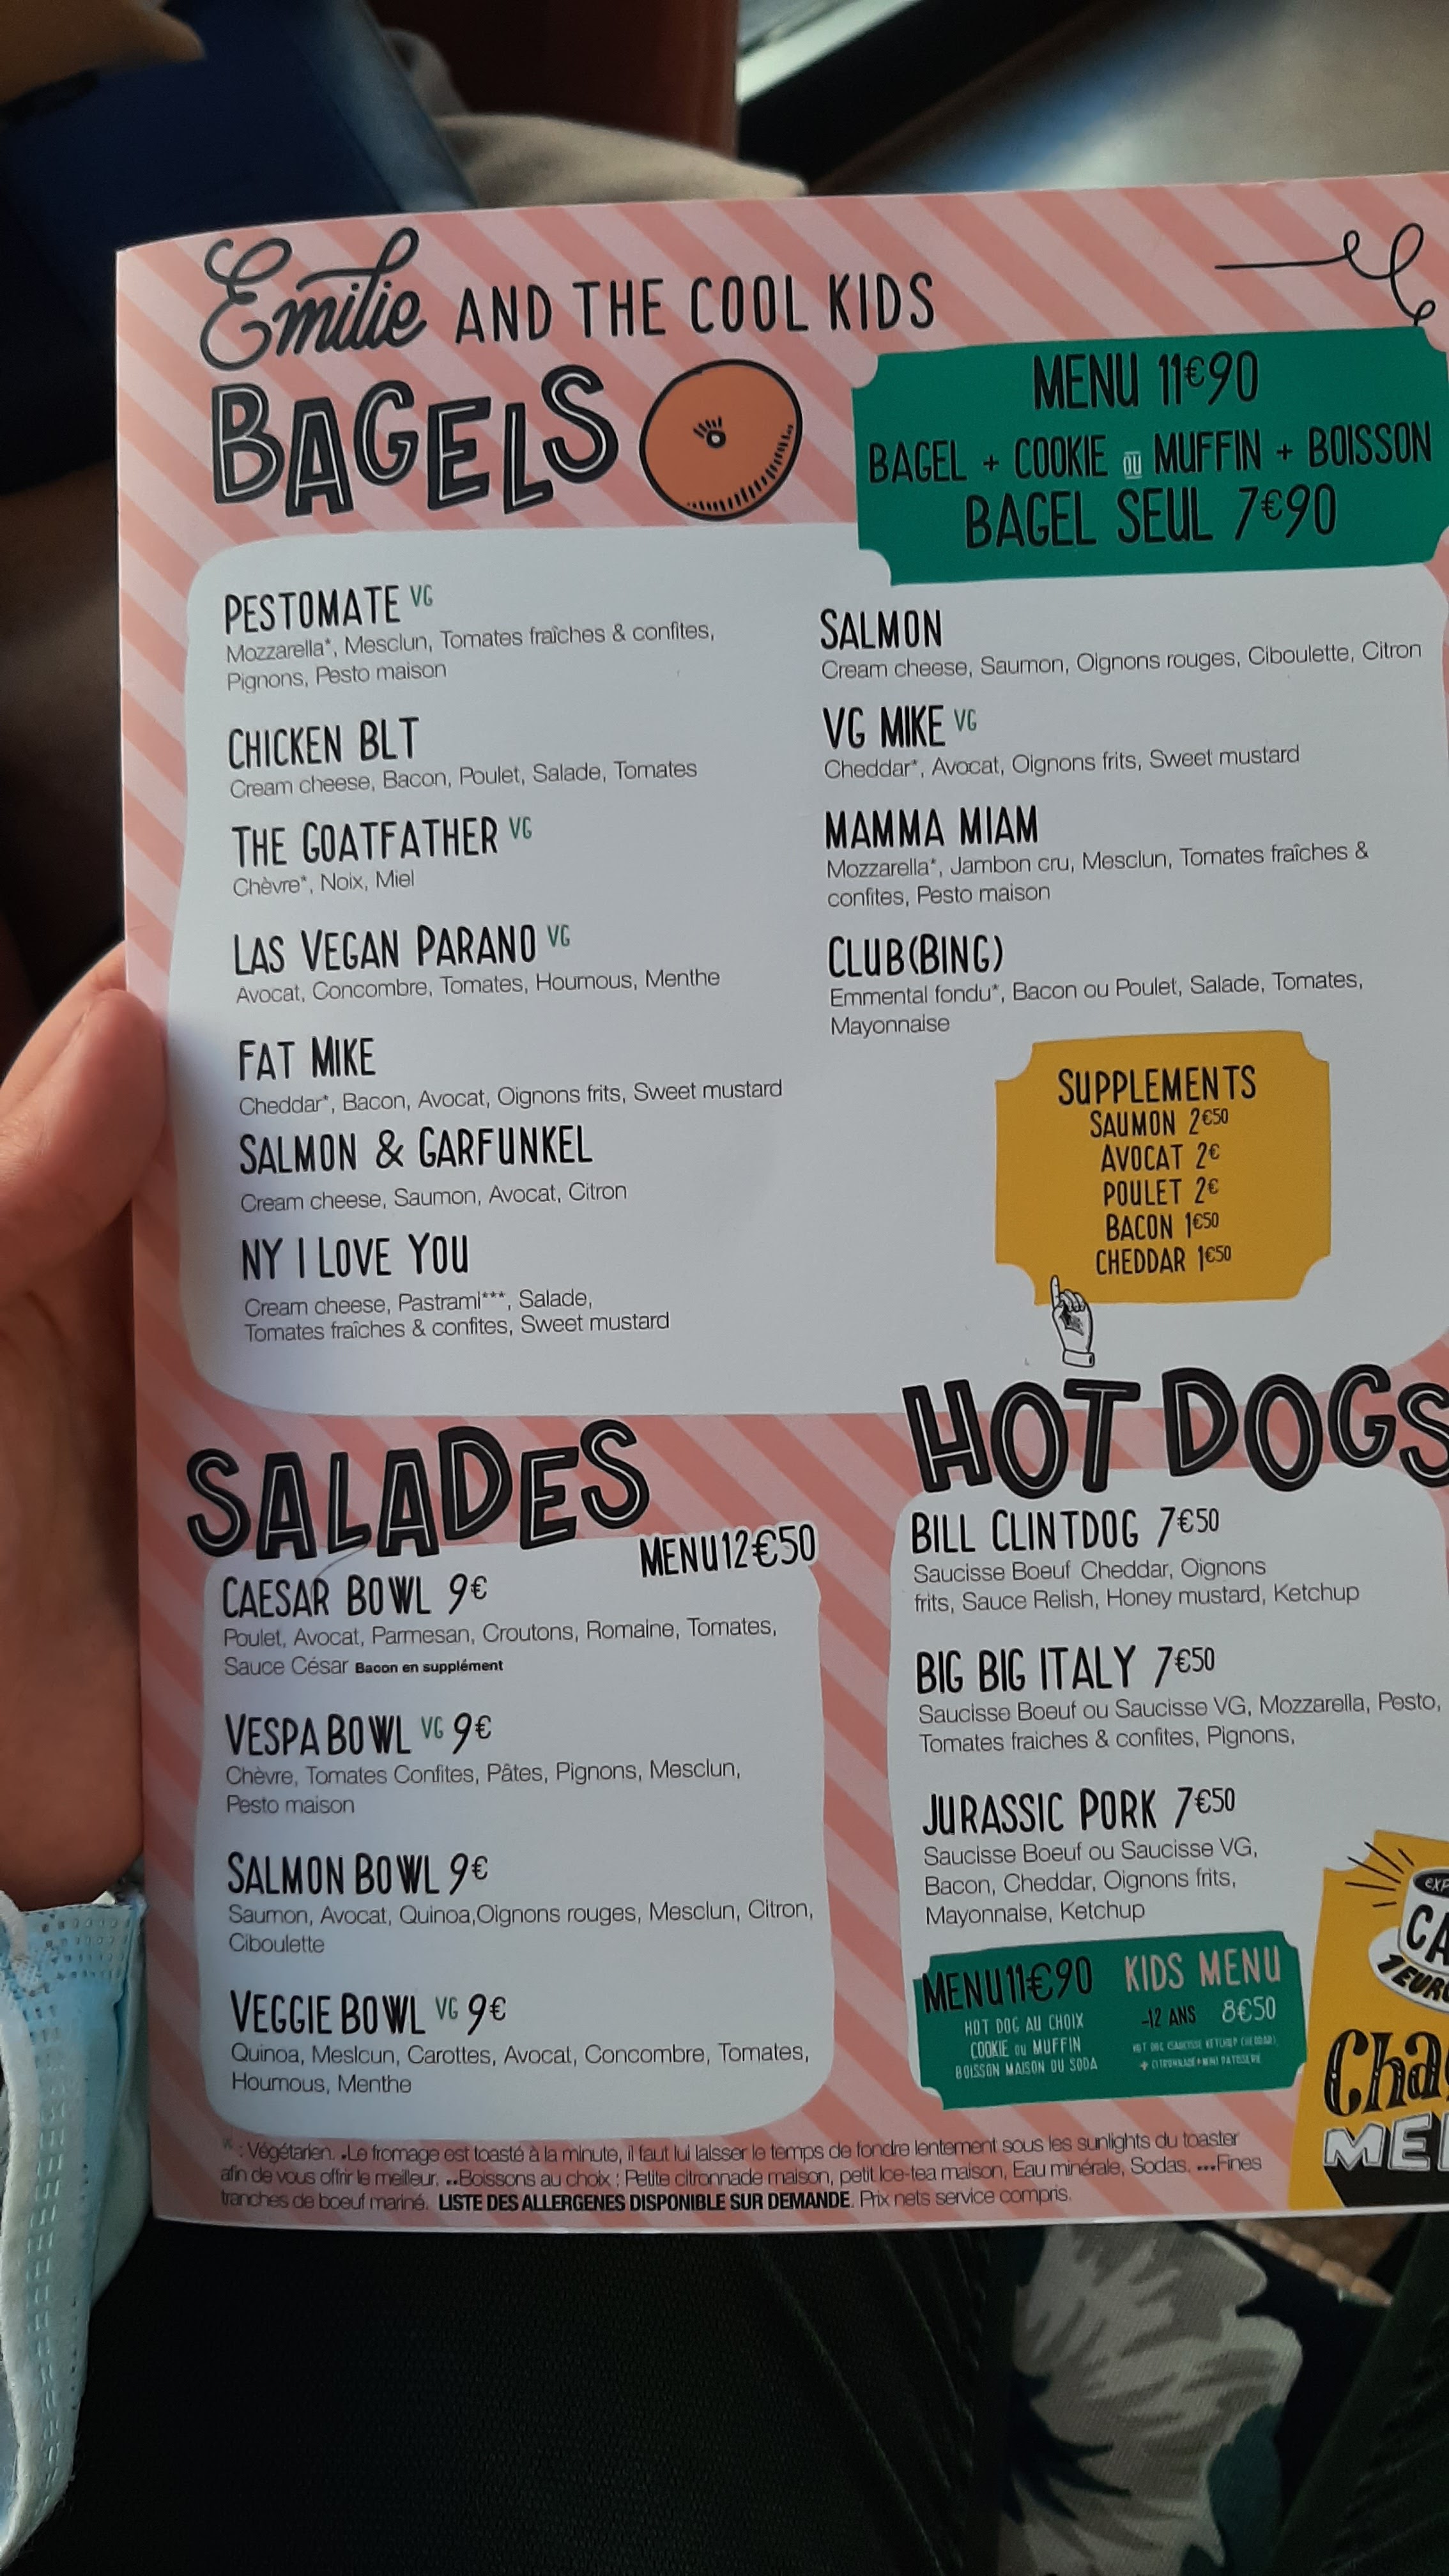 Emilie AND THE COOL KIDS
BAGELS
MENU 11€90
BAGEL + COOKIE OU MUFFIN + BOISSON
BAGEL SEUL 7€90
PESTOMATE VG
Mozzarella*, Mesclun, Tomates fraîches & confites,
Pignons, Pesto maison
CHICKEN BLT
Cream cheese, Bacon, Poulet, Salade, Tomates
THE GOATFATHER VG
Chèvre*, Noix, Miel
LAS VEGAN PARANO VG
Avocat, Concombre, Tomates, Houmous, Menthe
FAT MIKE
Cheddar*, Bacon, Avocat, Oignons frits, Sweet mustard
SALMON & GARFUNKEL
Cream cheese, Saumon, Avocat, Citron
NY I LOVE YOU
Cream cheese, Pastrami***, Salade,
Tomates fraîches & confites, Sweet mustard
SALMON
Cream cheese, Saumon, Oignons rouges, Ciboulette, Citron
VG MIKE VG
Cheddar*, Avocat, Oignons frits, Sweet mustard
MAMMA MIAM
Mozzarella*, Jambon cru, Mesclun, Tomates fraîches &
confites, Pesto maison
CLUB(BING)
Emmental fondu*, Bacon ou Poulet, Salade, Tomates,
Mayonnaise
SUPPLEMENTS
SAUMON 2€50
AVOCAT 2€
POULET 2€
BACON 1€50
CHEDDAR 1€50
SALADES
MENU 12€50
CAESAR BOWL 9€
Poulet, Avocat, Parmesan, Croutons, Romaine, Tomates,
Sauce César Bacon en supplément
VESPA BOWL VG 9€
Chèvre, Tomates Confites, Pâtes, Pignons, Mesclun,
Pesto maison
SALMON BOWL 9€
Saumon, Avocat, Quinoa,Oignons rouges, Mesclun, Citron,
Ciboulette
VEGGIE BOWL VG 9€
Quinoa, Meslcun, Carottes, Avocat, Concombre, Tomates,
Houmous, Menthe
HOT DOGS
BILL CLINTDOG 7€50
Saucisse Boeuf Cheddar, Oignons
frits, Sauce Relish, Honey mustard, Ketchup
BIG BIG ITALY 7€50
Saucisse Boeuf ou Saucisse VG, Mozzarella, Pesto,
Tomates fraiches & confites, Pignons,
JURASSIC PORK 7€50
Saucisse Boeuf ou Saucisse VG,
Bacon, Cheddar, Oignons frits,
Mayonnaise, Ketchup
MENU 11€90
HOT DOG AU CHOIX
COOKIE OU MUFFIN
BOISSON MAISON OU SODA
KIDS MENU
-12 ANS 8€50
HOT DOG (SAUCISSE KETCHUP CHEDDAR)
+ CITRONNADE + MINI PATISSERIE
EXP
CA
1 EURO
Cha
ME
VG : Végétarien. *Le fromage est toasté à la minute, il faut lui laisser le temps de fondre lentement sous les sunlights du toaster
afin de vous offrir le meilleur. **Boissons au choix : Petite citronnade maison, petit Ice-tea maison, Eau minérale, Sodas. ***Fines
tranches de boeuf mariné. LISTE DES ALLERGENES DISPONIBLE SUR DEMANDE. Prix nets service compris.